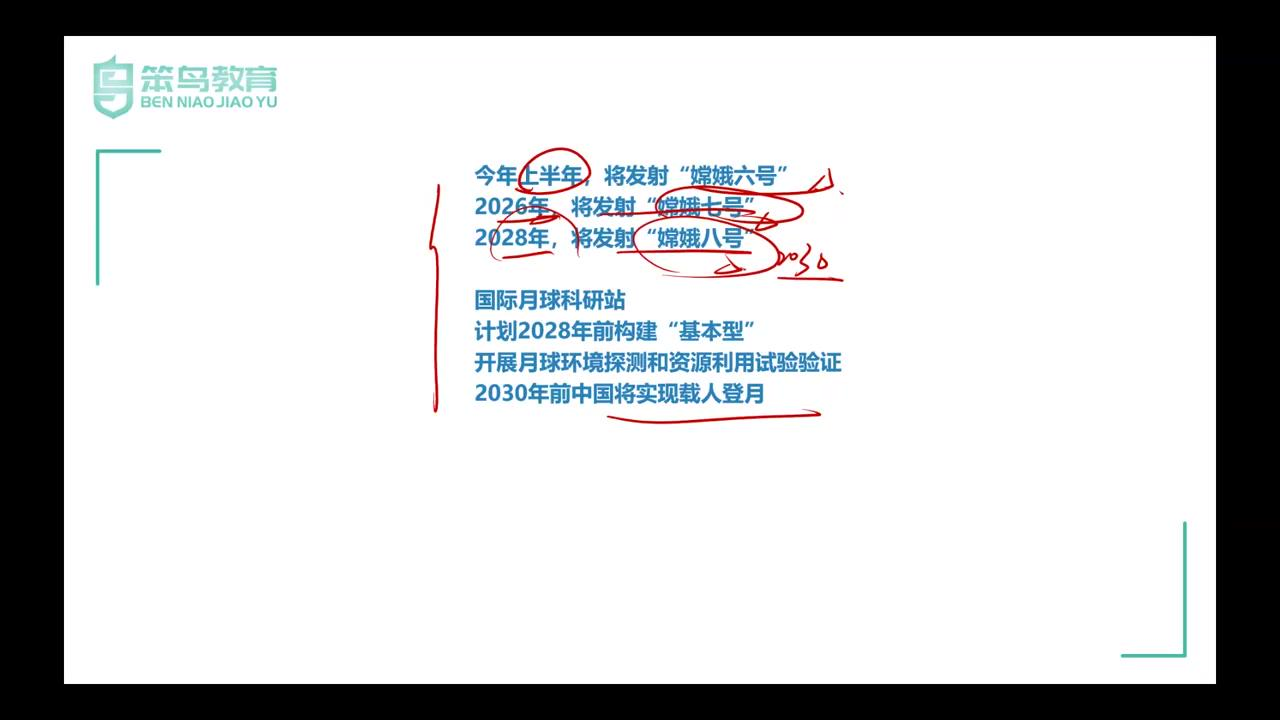 笨鸟教育
BEN NIAO JIAO YU
今年上半年，将发射“嫦娥六号”
2026年，将发射“嫦娥七号”
2028年，将发射“嫦娥八号”
2030
国际月球科研站
计划2028年前构建“基本型”
开展月球环境探测和资源利用试验验证
2030年前中国将实现载人登月